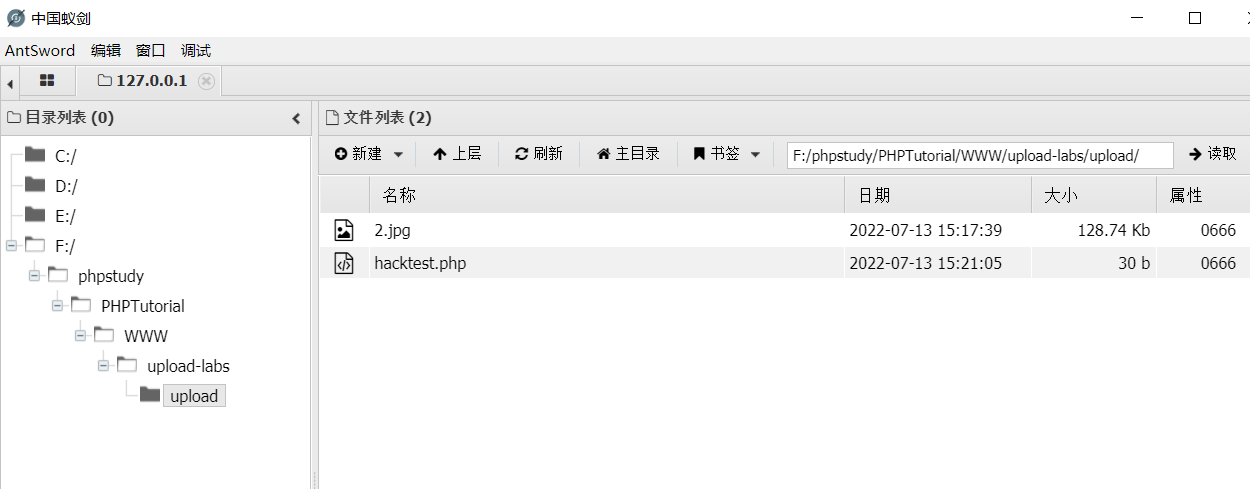 中国蚁剑
AntSword 编辑 窗口 调试
127.0.0.1
目录列表 (0)
C:/
D:/
E:/
F:/
phpstudy
PHPTutorial
WWW
upload-labs
upload
文件列表 (2)
新建 上层 刷新 主目录 书签 F:/phpstudy/PHPTutorial/WWW/upload-labs/upload/ 读取
名称 日期 大小 属性
2.jpg 2022-07-13 15:17:39 128.74 Kb 0666
hacktest.php 2022-07-13 15:21:05 30 b 0666